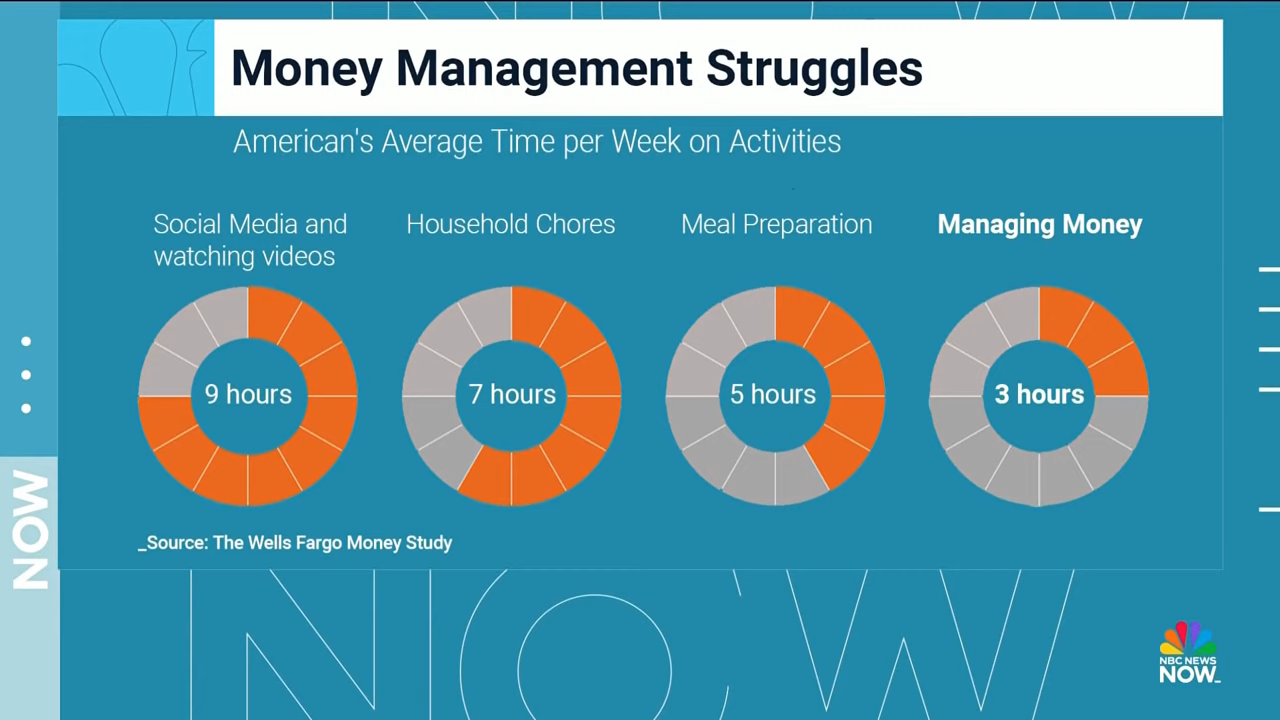 Money Management Struggles
American's Average Time per Week on Activities
Social Media and
watching videos
Household Chores
Meal Preparation
Managing Money
9 hours
7 hours
5 hours
3 hours
_Source: The Wells Fargo Money Study
NOW
NOW
NOW
NBC NEWS
NOW_